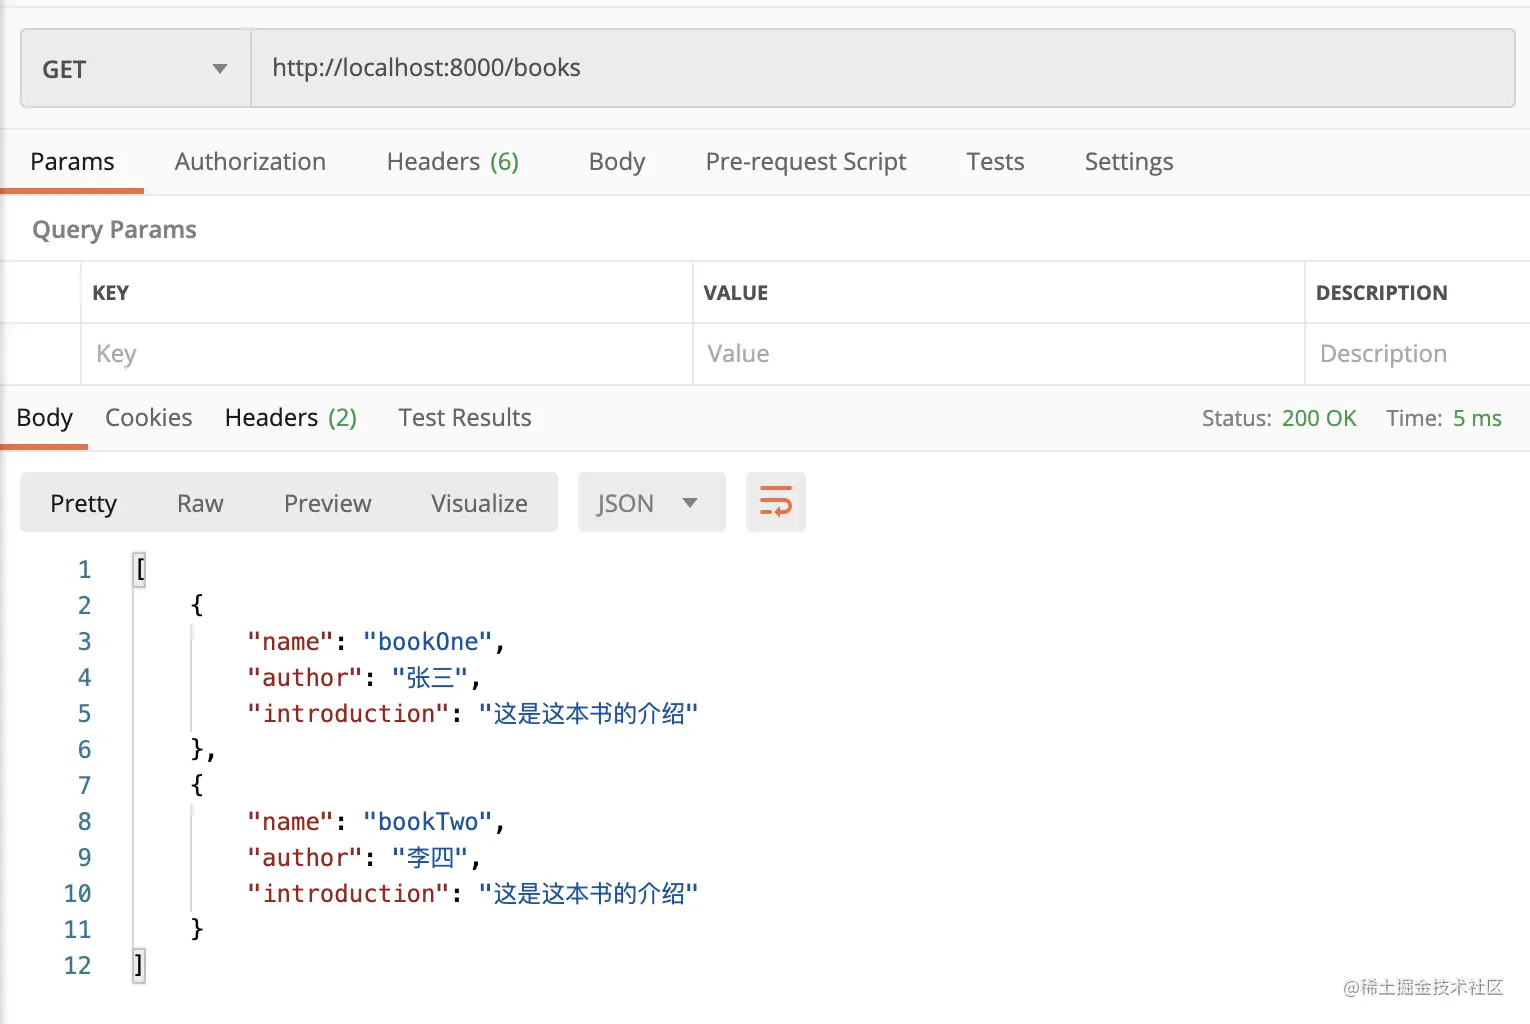 GET http://localhost:8000/books
Params Authorization Headers (6) Body Pre-request Script Tests Settings
Query Params
KEY VALUE DESCRIPTION
Key Value Description
Body Cookies Headers (2) Test Results Status: 200 OK Time: 5 ms
Pretty Raw Preview Visualize JSON
1 [
2 {
3 "name": "bookOne",
4 "author": "张三",
5 "introduction": "这是这本书的介绍"
6 },
7 {
8 "name": "bookTwo",
9 "author": "李四",
10 "introduction": "这是这本书的介绍"
11 }
12 ]
@稀土掘金技术社区